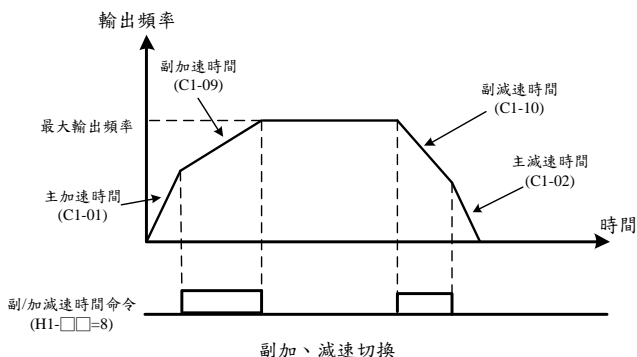 輸出頻率
副加速時間
(C1-09)
副減速時間
(C1-10)
最大輸出頻率
主減速時間
(C1-02)
主加速時間
(C1-01)
時間
副/加減速時間命令
(H1-□□=8)
副加、減速切換